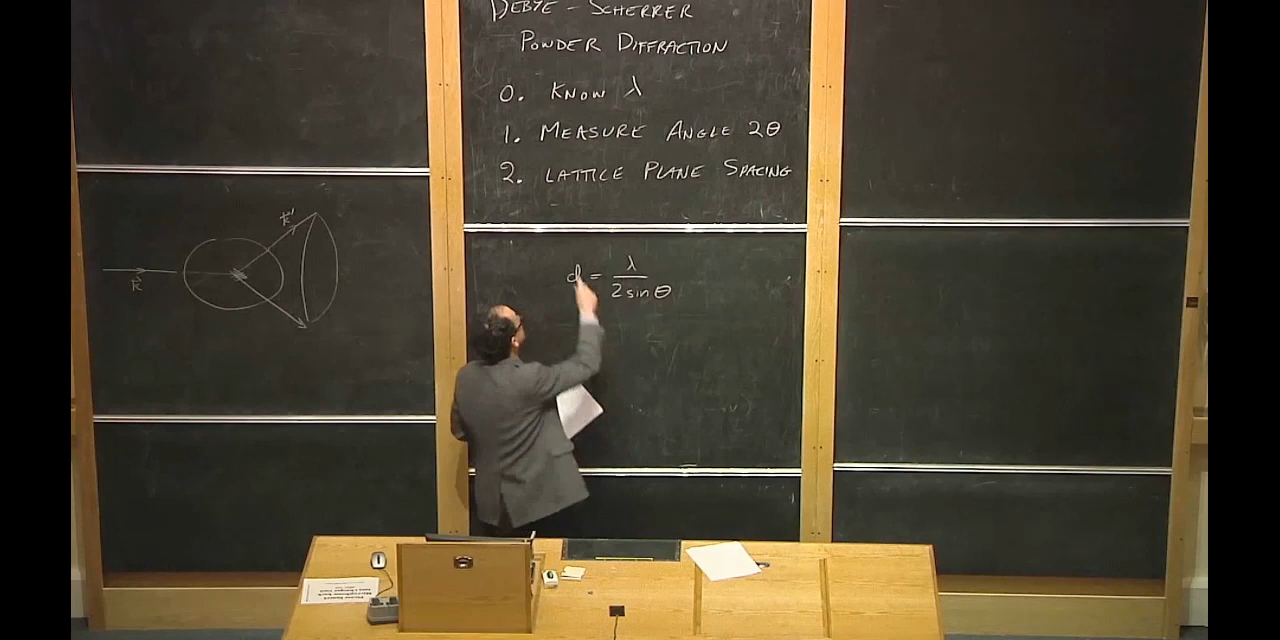 DEBYE - SCHERRER
POWDER DIFFRACTION
0. KNOW λ
1. MEASURE ANGLE 2θ
2. LATTICE PLANE SPACING
k⃗'
k⃗
d = λ / 2 sin θ